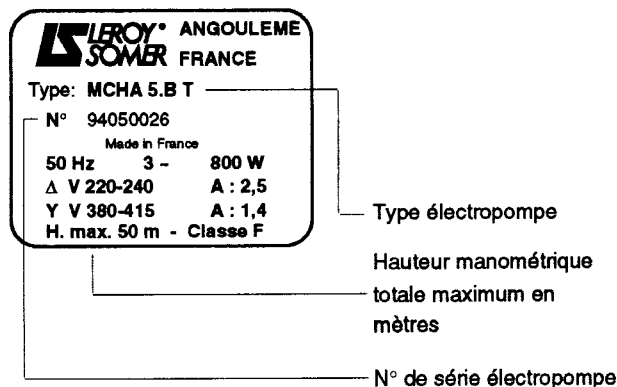 LEROY® ANGOULEME
SOMER FRANCE
Type: MCHA 5.B T
N° 94050026
Made in France
50 Hz 3 ~ 800 W
Δ V 220-240 A : 2,5
Y V 380-415 A : 1,4
H. max. 50 m - Classe F
Type électropompe
Hauteur manométrique
totale maximum en
mètres
N° de série électropompe